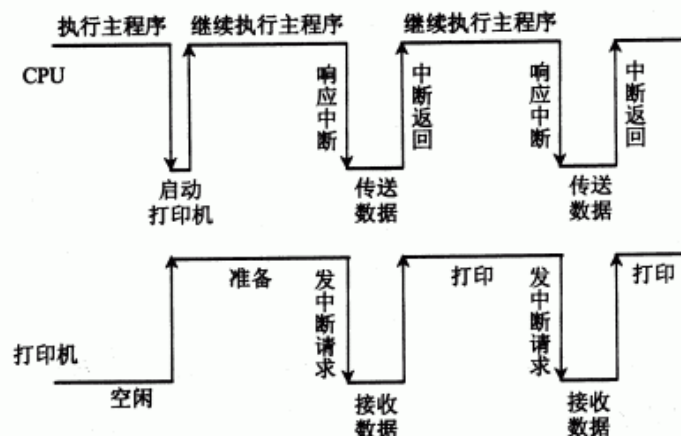 执行主程序
继续执行主程序
继续执行主程序
CPU
响应中断
中断返回
响应中断
中断返回
启动
打印机
传送
数据
传送
数据
准备
发中断请求
打印
发中断请求
打印
打印机
空闲
接收
数据
接收
数据